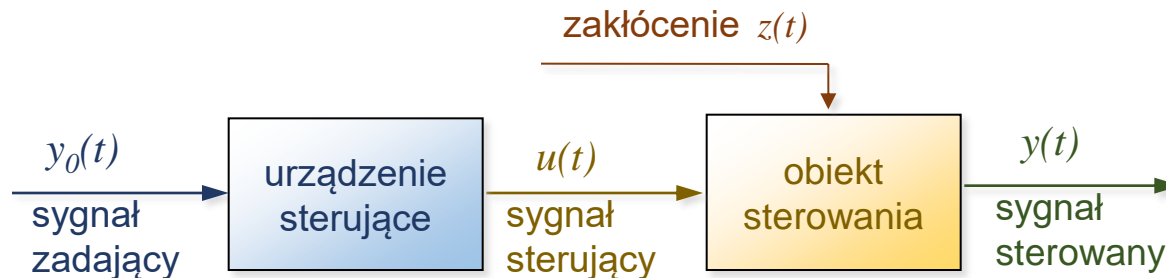 zakłócenie z(t)
y₀(t)
sygnał
zadający
urządzenie
sterujące
u(t)
sygnał
sterujący
obiekt
sterowania
y(t)
sygnał
sterowany